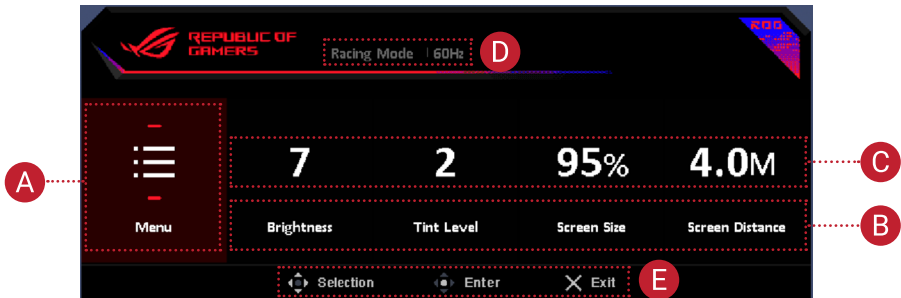 REPUBLIC OF
GAMERS
Racing Mode | 60Hz
D
ROG
A
7 2 95% 4.0M
C
Menu Brightness Tint Level Screen Size Screen Distance
B
Selection Enter Exit
E